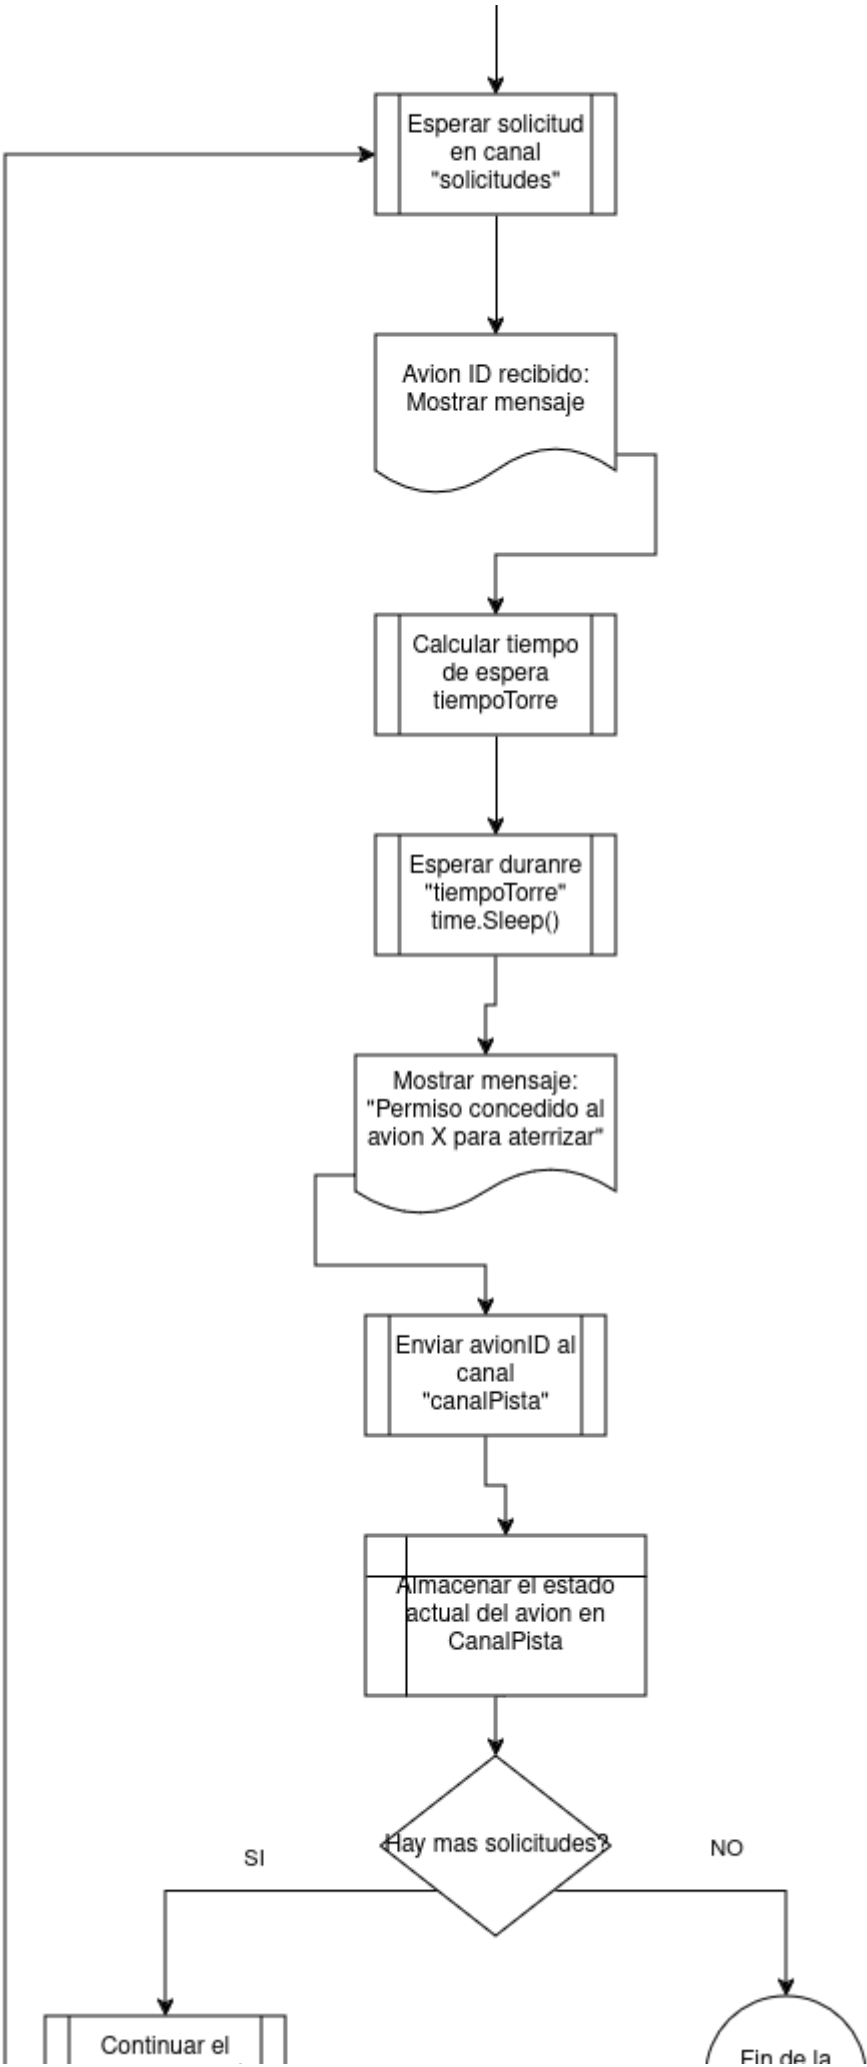 Esperar solicitud
en canal
"solicitudes"
Avion ID recibido:
Mostrar mensaje
Calcular tiempo
de espera
tiempoTorre
Esperar duranre
"tiempoTorre"
time.Sleep()
Mostrar mensaje:
"Permiso concedido al
avion X para aterrizar"
Enviar avionID al
canal
"canalPista"
Almacenar el estado
actual del avion en
CanalPista
Hay mas solicitudes?
SI
NO
Continuar el
Fin de la